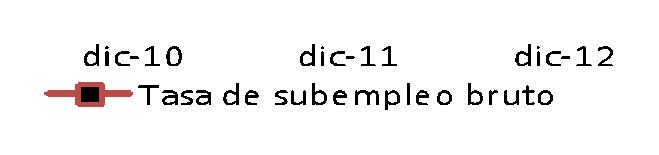 dic-10 dic-11 dic-12
Tasa de subempleo bruto